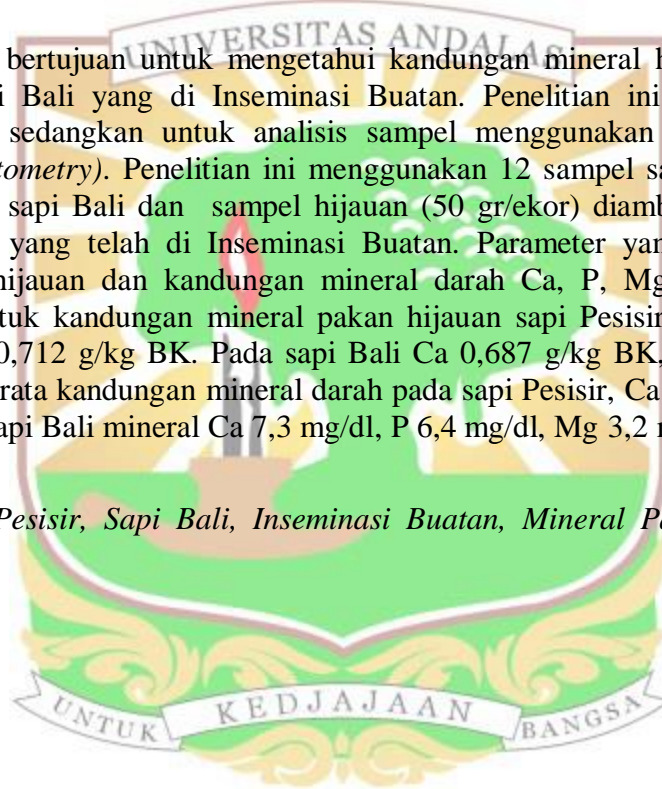 UNIVERSITAS ANDALAS
bertujuan untuk mengetahui kandungan mineral
Bali yang di Inseminasi Buatan. Penelitian ini
sedangkan untuk analisis sampel menggunakan
tometry). Penelitian ini menggunakan 12 sampel
sapi Bali dan sampel hijauan (50 gr/ekor)
yang telah di Inseminasi Buatan. Parameter
hijauan dan kandungan mineral darah Ca, P, Mg
kandungan mineral pakan hijauan sapi Pesisir
0,712 g/kg BK. Pada sapi Bali Ca 0,687 g/kg BK,
rata kandungan mineral darah pada sapi Pesisir, Ca
api Bali mineral Ca 7,3 mg/dl, P 6,4 mg/dl, Mg 3,2
Pesisir, Sapi Bali, Inseminasi Buatan, Mineral
UNTUK KEDJAJAAN BANGSA